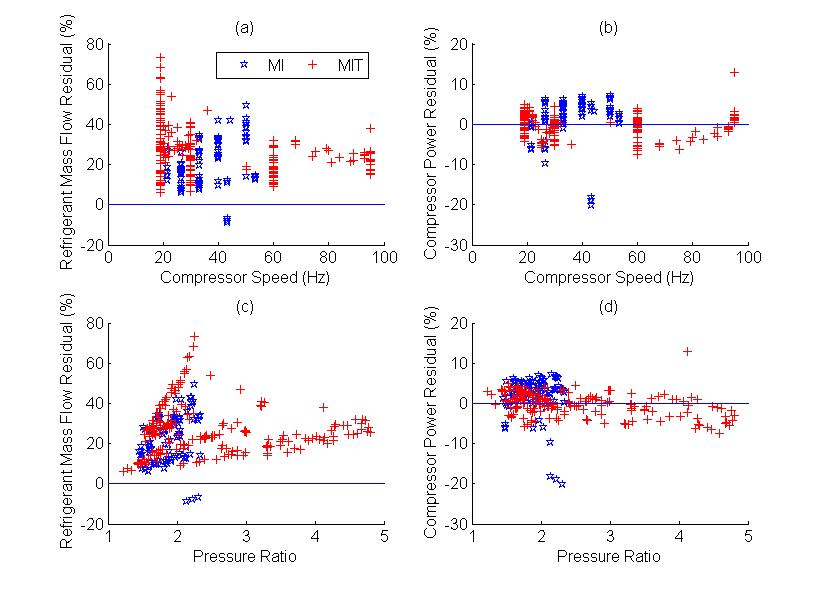 (a)
Refrigerant Mass Flow Residual (%)
80
60
40
20
0
-20
0 20 40 60 80 100
Compressor Speed (Hz)
MI MIT
(b)
Compressor Power Residual (%)
20
10
0
-10
-20
-30
0 20 40 60 80 100
Compressor Speed (Hz)
(c)
Refrigerant Mass Flow Residual (%)
80
60
40
20
0
-20
1 2 3 4 5
Pressure Ratio
(d)
Compressor Power Residual (%)
20
10
0
-10
-20
-30
1 2 3 4 5
Pressure Ratio